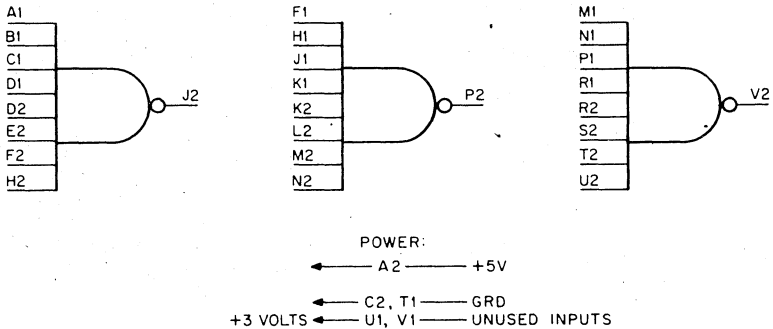 A1 F1 M1
B1 H1 N1
C1 J1 P1
D1 K1 R1
J2 P2 V2
D2 K2 R2
E2 L2 S2
F2 M2 T2
H2 N2 U2
POWER:
A2 +5V
C2, T1 GRD
+3 VOLTS U1, V1 UNUSED INPUTS